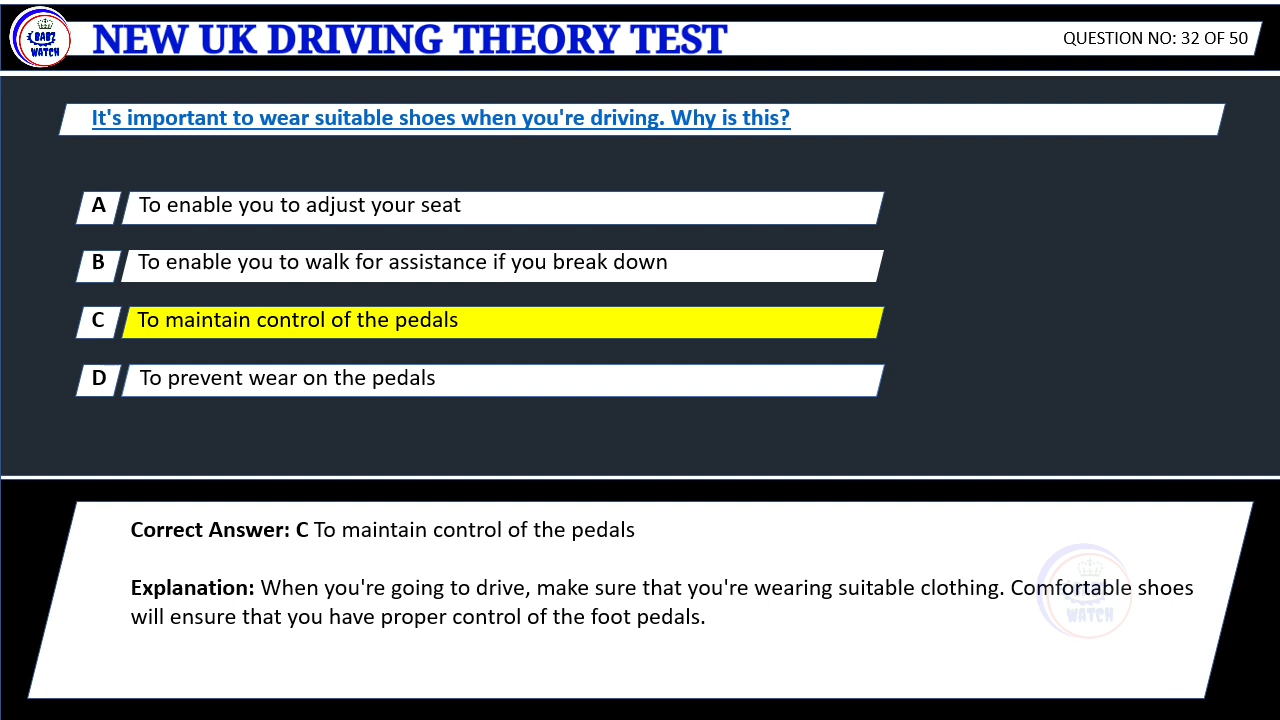 BABZ
WATCH
NEW UK DRIVING THEORY TEST
QUESTION NO: 32 OF 50
It's important to wear suitable shoes when you're driving. Why is this?
A To enable you to adjust your seat
B To enable you to walk for assistance if you break down
C To maintain control of the pedals
D To prevent wear on the pedals
Correct Answer: C To maintain control of the pedals
Explanation: When you're going to drive, make sure that you're wearing suitable clothing. Comfortable shoes
will ensure that you have proper control of the foot pedals.
WATCH